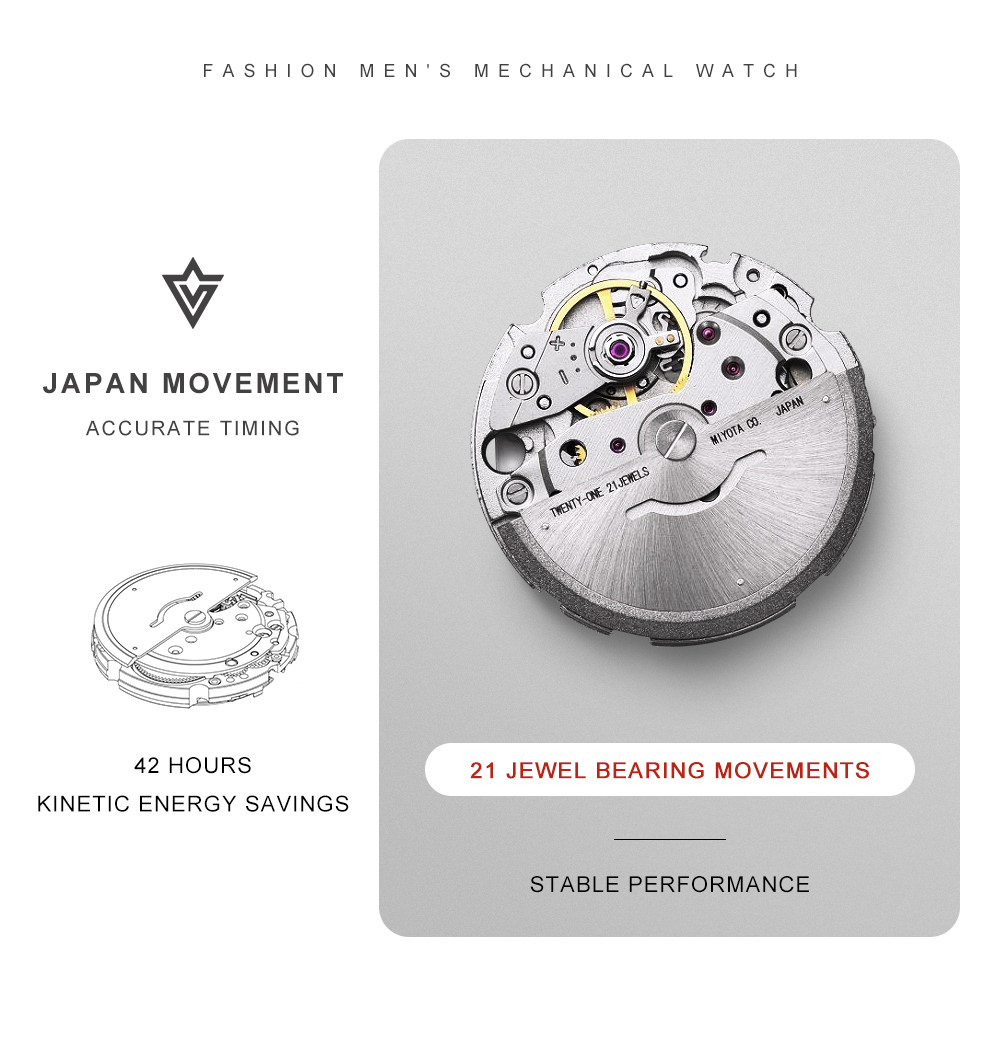 FASHION MEN'S MECHANICAL WATCH
JAPAN MOVEMENT
ACCURATE TIMING
42 HOURS
KINETIC ENERGY SAVINGS
TWENTY-ONE 21JEWELS
MIYOTA CO.
JAPAN
21 JEWEL BEARING MOVEMENTS
STABLE PERFORMANCE